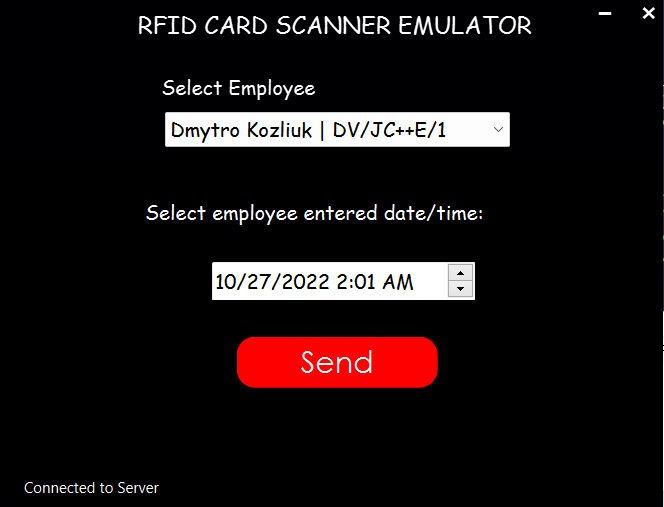 RFID CARD SCANNER EMULATOR
Select Employee
Dmytro Kozliuk | DV/JC++E/1
Select employee entered date/time:
10/27/2022 2:01 AM
Send
Connected to Server